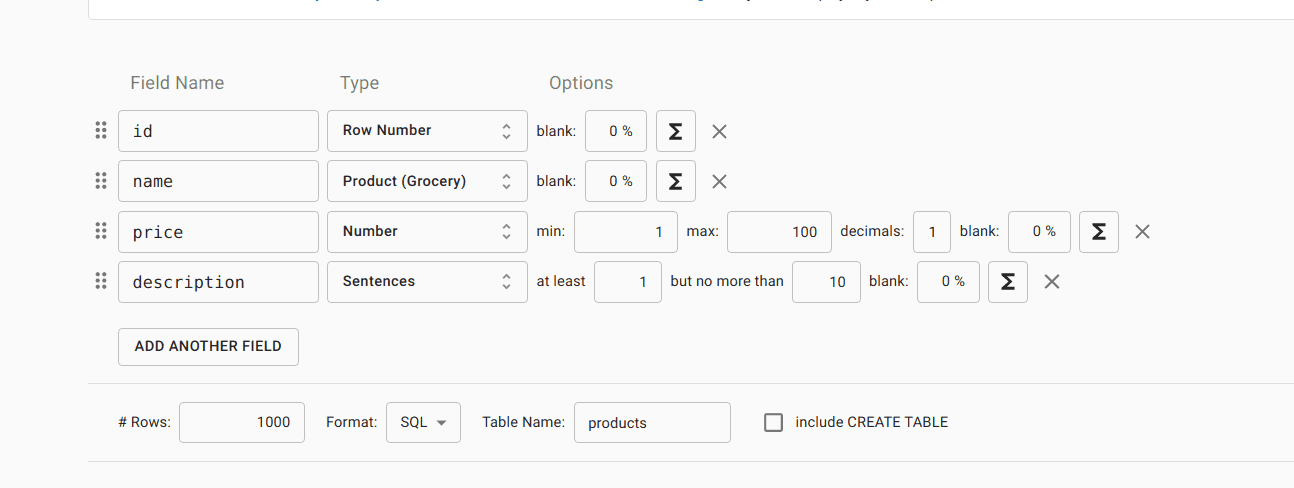 Field Name Type Options
id Row Number blank: 0 % Σ
name Product (Grocery) blank: 0 % Σ
price Number min: 1 max: 100 decimals: 1 blank: 0 % Σ
description Sentences at least 1 but no more than 10 blank: 0 % Σ
ADD ANOTHER FIELD
# Rows: 1000 Format: SQL Table Name: products include CREATE TABLE